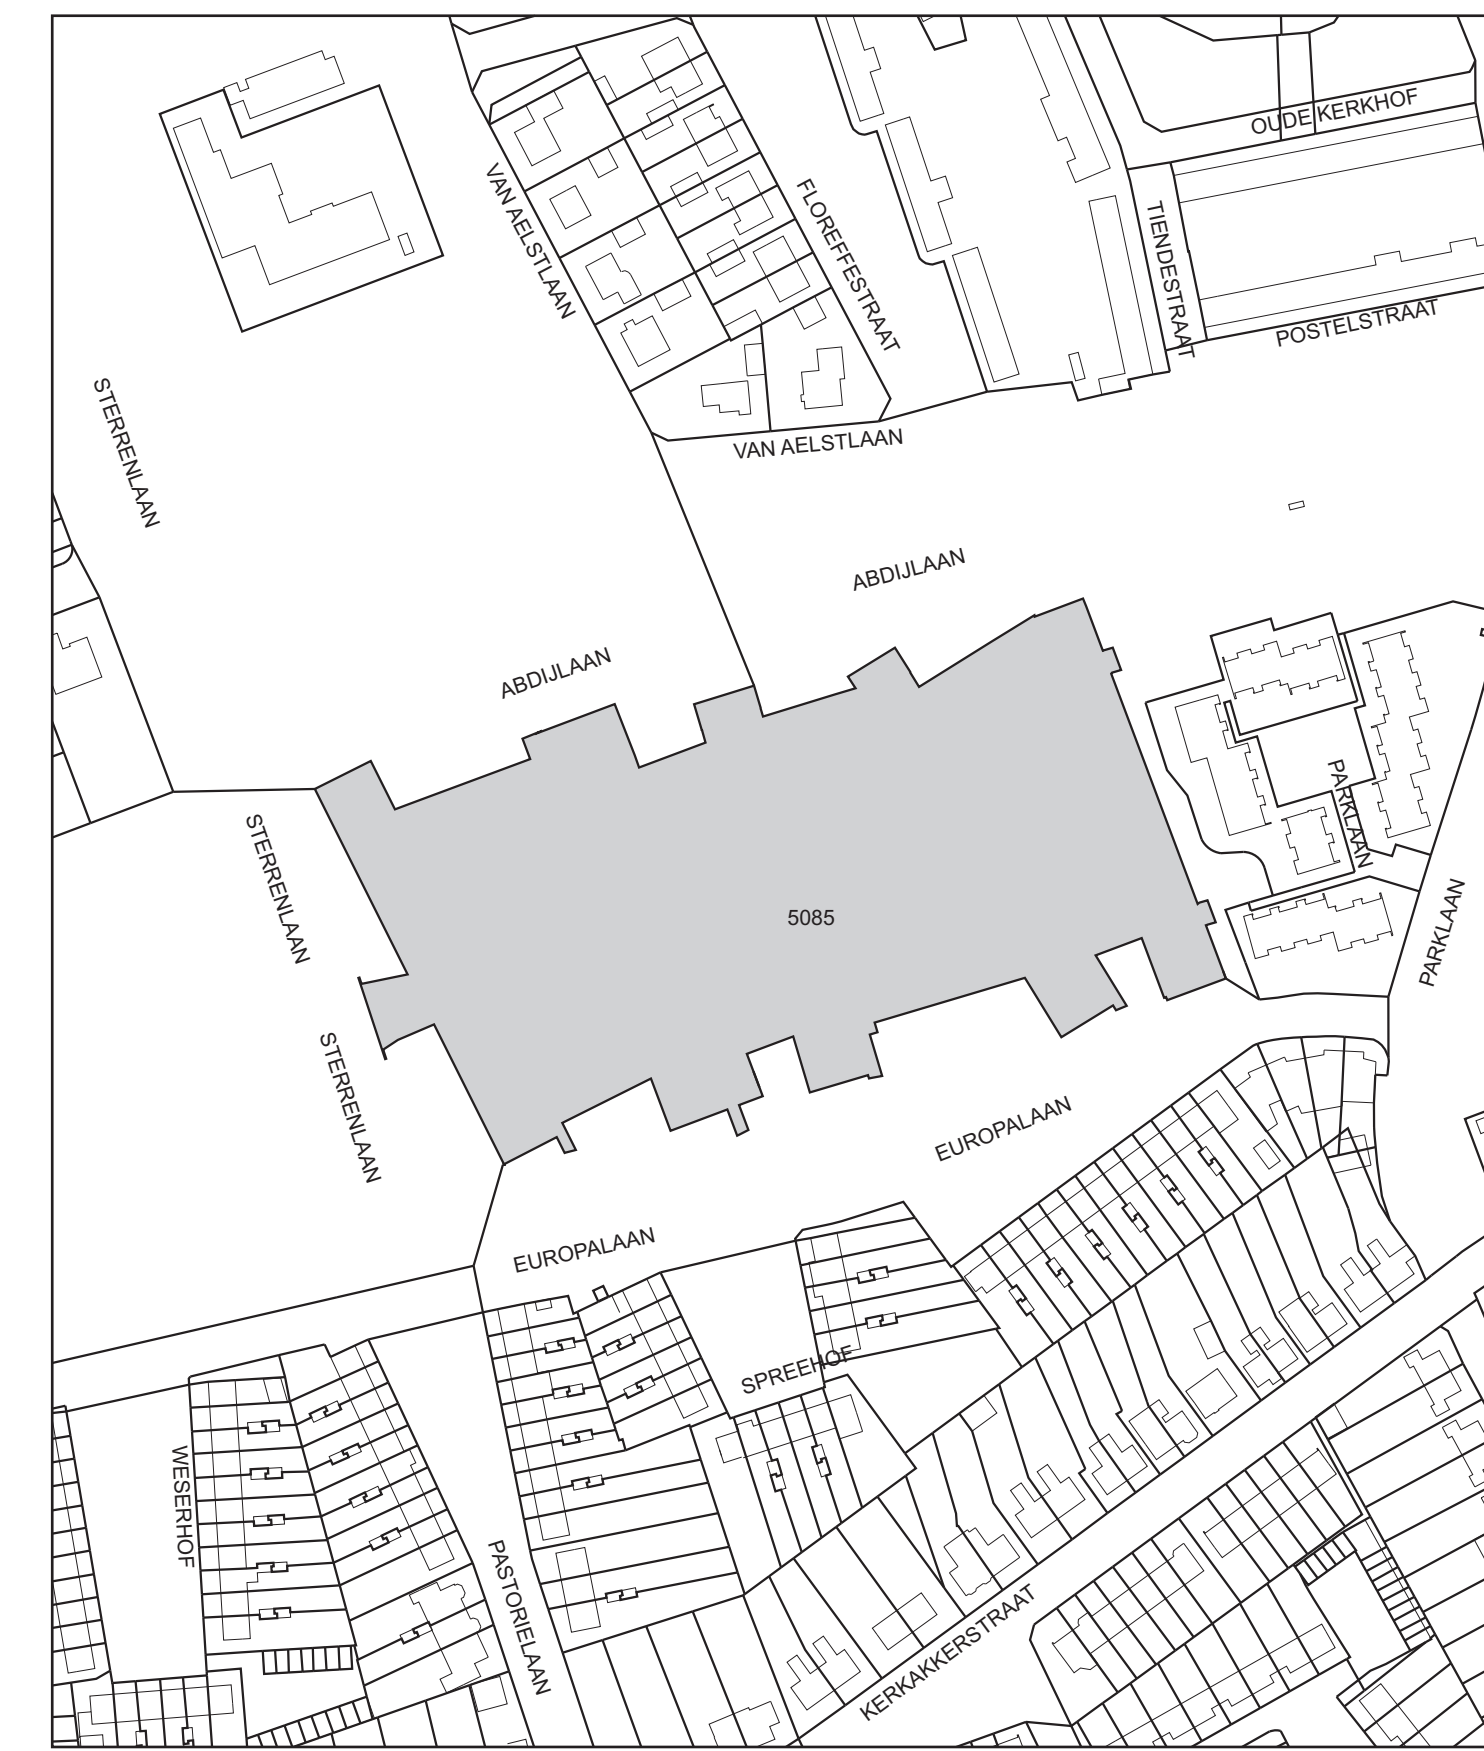 OUDE KERKHOF
VAN AELSTLAAN
FLOREFFESTRAAT
TIENDESTRAAT
POSTELSTRAAT
STERRENLAAN
VAN AELSTLAAN
ABDIJLAAN
ABDIJLAAN
PARKLAAN
STERRENLAAN
5085
PARKLAAN
STERRENLAAN
EUROPALAAN
EUROPALAAN
SPREEHOF
WESERHOF
PASTORIELAAN
KERKAKKERSTRAAT